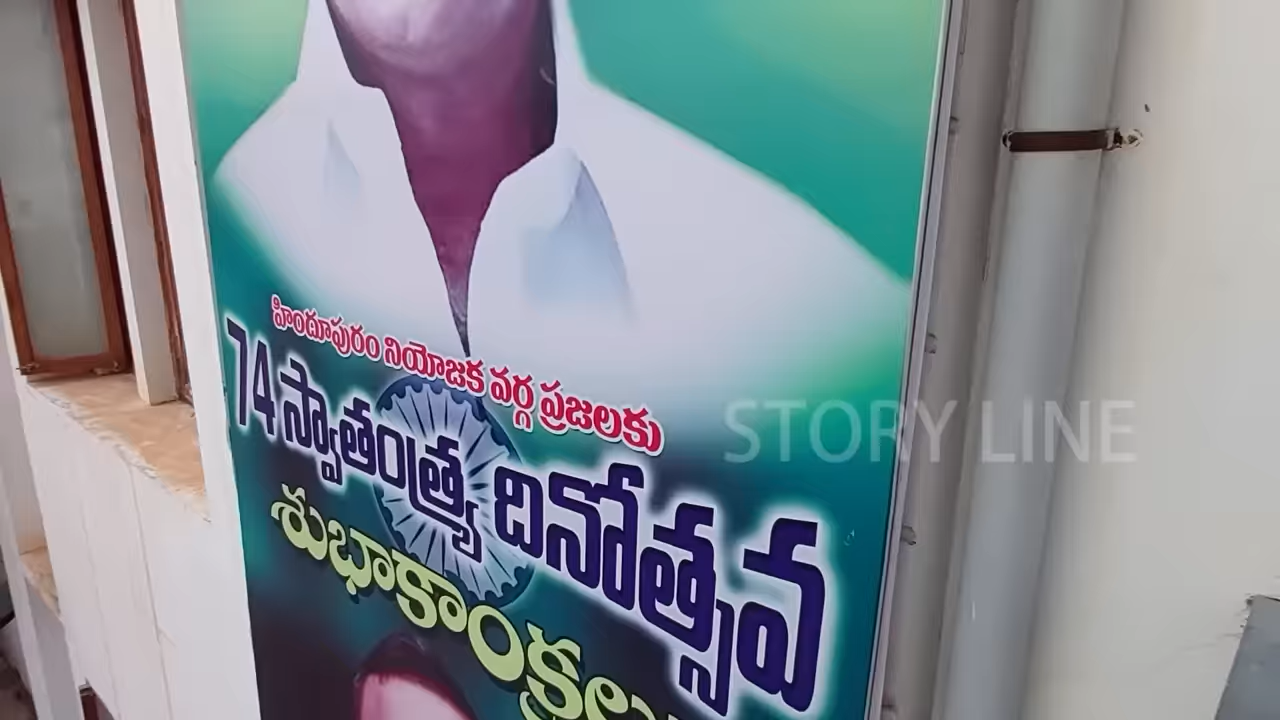 హిందూపురం నియోజక వర్గ ప్రజలకు
74 స్వాతంత్ర్య దినోత్సవ
శుభాకాంక్షలు
STORY LINE